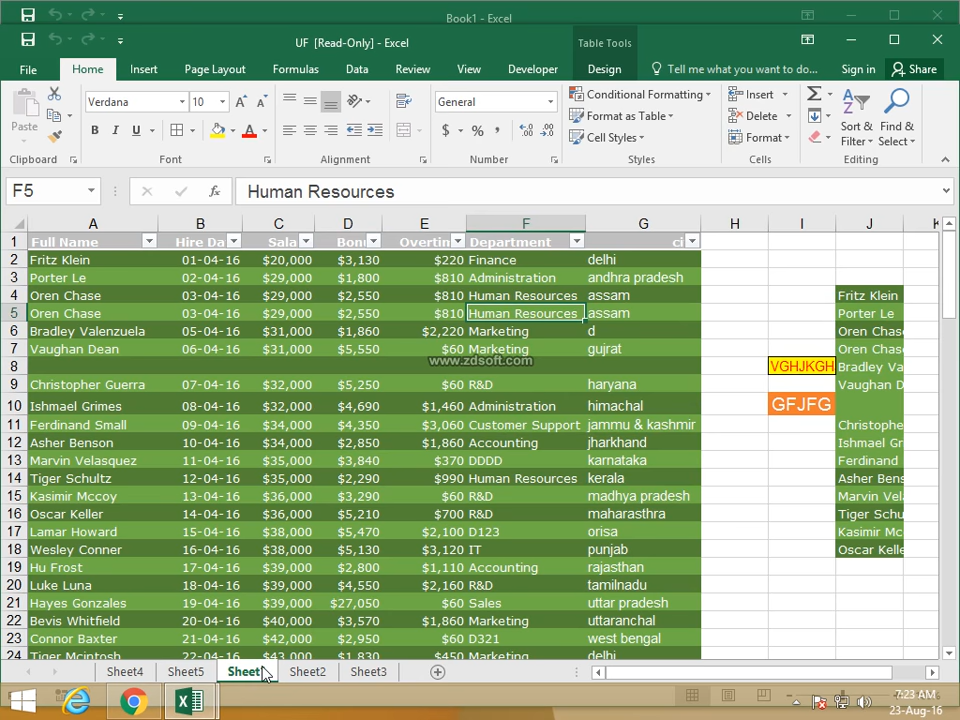 Book1 - Excel
UF [Read-Only] - Excel
Table Tools
File Home Insert Page Layout Formulas Data Review View Developer Design Tell me what you want to do... Sign in Share
Verdana 10 General Conditional Formatting Insert
Paste Format as Table Delete Sort & Find &
B I U A $ % Cell Styles Format Filter Select
Clipboard Font Alignment Number Styles Cells Editing
F5 fx Human Resources
A B C D E F G H I J K
1 Full Name Hire Da Sala Bon Overtim Department ci
2 Fritz Klein 01-04-16 $20,000 $3,130 $220 Finance delhi
3 Porter Le 02-04-16 $29,000 $1,800 $810 Administration andhra pradesh
4 Oren Chase 03-04-16 $29,000 $2,550 $810 Human Resources assam Fritz Klein
5 Oren Chase 03-04-16 $29,000 $2,550 $810 Human Resources assam Porter Le
6 Bradley Valenzuela 05-04-16 $31,000 $1,860 $2,220 Marketing d Oren Chas
7 Vaughan Dean 06-04-16 $31,000 $5,550 $60 Marketing gujrat Oren Chas
www.zdsoft.com
8 VGHJKGH Bradley Va
9 Christopher Guerra 07-04-16 $32,000 $5,250 $60 R&D haryana Vaughan D
10 Ishmael Grimes 08-04-16 $32,000 $4,690 $1,460 Administration himachal GFJFG
11 Ferdinand Small 09-04-16 $34,000 $4,350 $3,060 Customer Support jammu & kashmir Christophe
12 Asher Benson 10-04-16 $34,000 $2,850 $1,860 Accounting jharkhand Ishmael Gr
13 Marvin Velasquez 11-04-16 $35,000 $3,840 $370 DDDD karnataka Ferdinand
14 Tiger Schultz 12-04-16 $35,000 $2,290 $990 Human Resources kerala Asher Bens
15 Kasimir Mccoy 13-04-16 $36,000 $3,290 $60 R&D madhya pradesh Marvin Vela
16 Oscar Keller 14-04-16 $36,000 $5,210 $700 R&D maharasthra Tiger Schu
17 Lamar Howard 15-04-16 $38,000 $5,470 $2,100 D123 orisa Kasimir Mc
18 Wesley Conner 16-04-16 $38,000 $5,130 $3,120 IT punjab Oscar Kelle
19 Hu Frost 17-04-16 $39,000 $2,800 $1,110 Accounting rajasthan
20 Luke Luna 18-04-16 $39,000 $4,550 $2,160 R&D tamilnadu
21 Hayes Gonzales 19-04-16 $39,000 $27,050 $60 Sales uttar pradesh
22 Bevis Whitfield 20-04-16 $40,000 $3,570 $1,860 Marketing uttaranchal
23 Connor Baxter 21-04-16 $42,000 $2,950 $60 D321 west bengal
24 Tiger Mcintosh 22-04-16 $43,000 $1,830 $450 Marketing delhi
Sheet4 Sheet5 Sheet Sheet2 Sheet3
7:23 AM
23-Aug-16